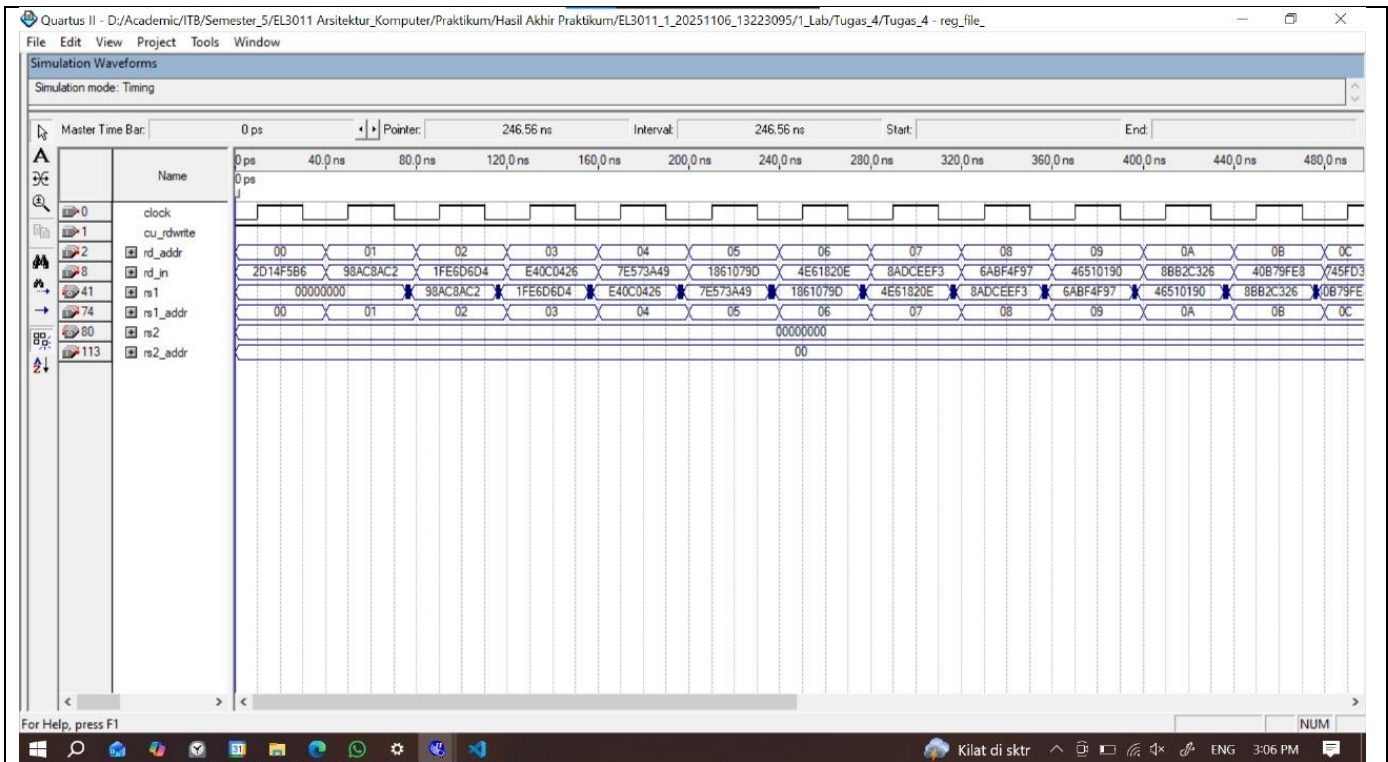 Quartus II - D:/Academic/ITB/Semester_5/EL3011 Arsitektur_Komputer/Praktikum/Hasil Akhir Praktikum/EL3011_1_20251106_13223095/1_Lab/Tugas_4/Tugas_4 - reg_file_
File Edit View Project Tools Window
Simulation Waveforms
Simulation mode: Timing
Master Time Bar: 0 ps Pointer: 246.56 ns Interval: 246.56 ns Start: End:
Name
0 ps 40.0 ns 80.0 ns 120.0 ns 160.0 ns 200.0 ns 240.0 ns 280.0 ns 320.0 ns 360.0 ns 400.0 ns 440.0 ns 480.0 ns
0 ps
0 clock
1 cu_rdwrite
2 rd_addr 00 01 02 03 04 05 06 07 08 09 0A 0B 0C
8 rd_in 2D14F5B6 98AC8AC2 1FE6D6D4 E40C0426 7E573A49 1861079D 4E61820E 8ADCEEF3 6ABF4F97 46510190 8BB2C326 40B79FE8 745FD3
41 rs1 00000000 98AC8AC2 1FE6D6D4 E40C0426 7E573A49 1861079D 4E61820E 8ADCEEF3 6ABF4F97 46510190 8BB2C326 0B79FE
74 rs1_addr 00 01 02 03 04 05 06 07 08 09 0A 0B 0C
80 rs2 00000000
113 rs2_addr 00
For Help, press F1 NUM
Kilat di sktr ENG 3:06 PM